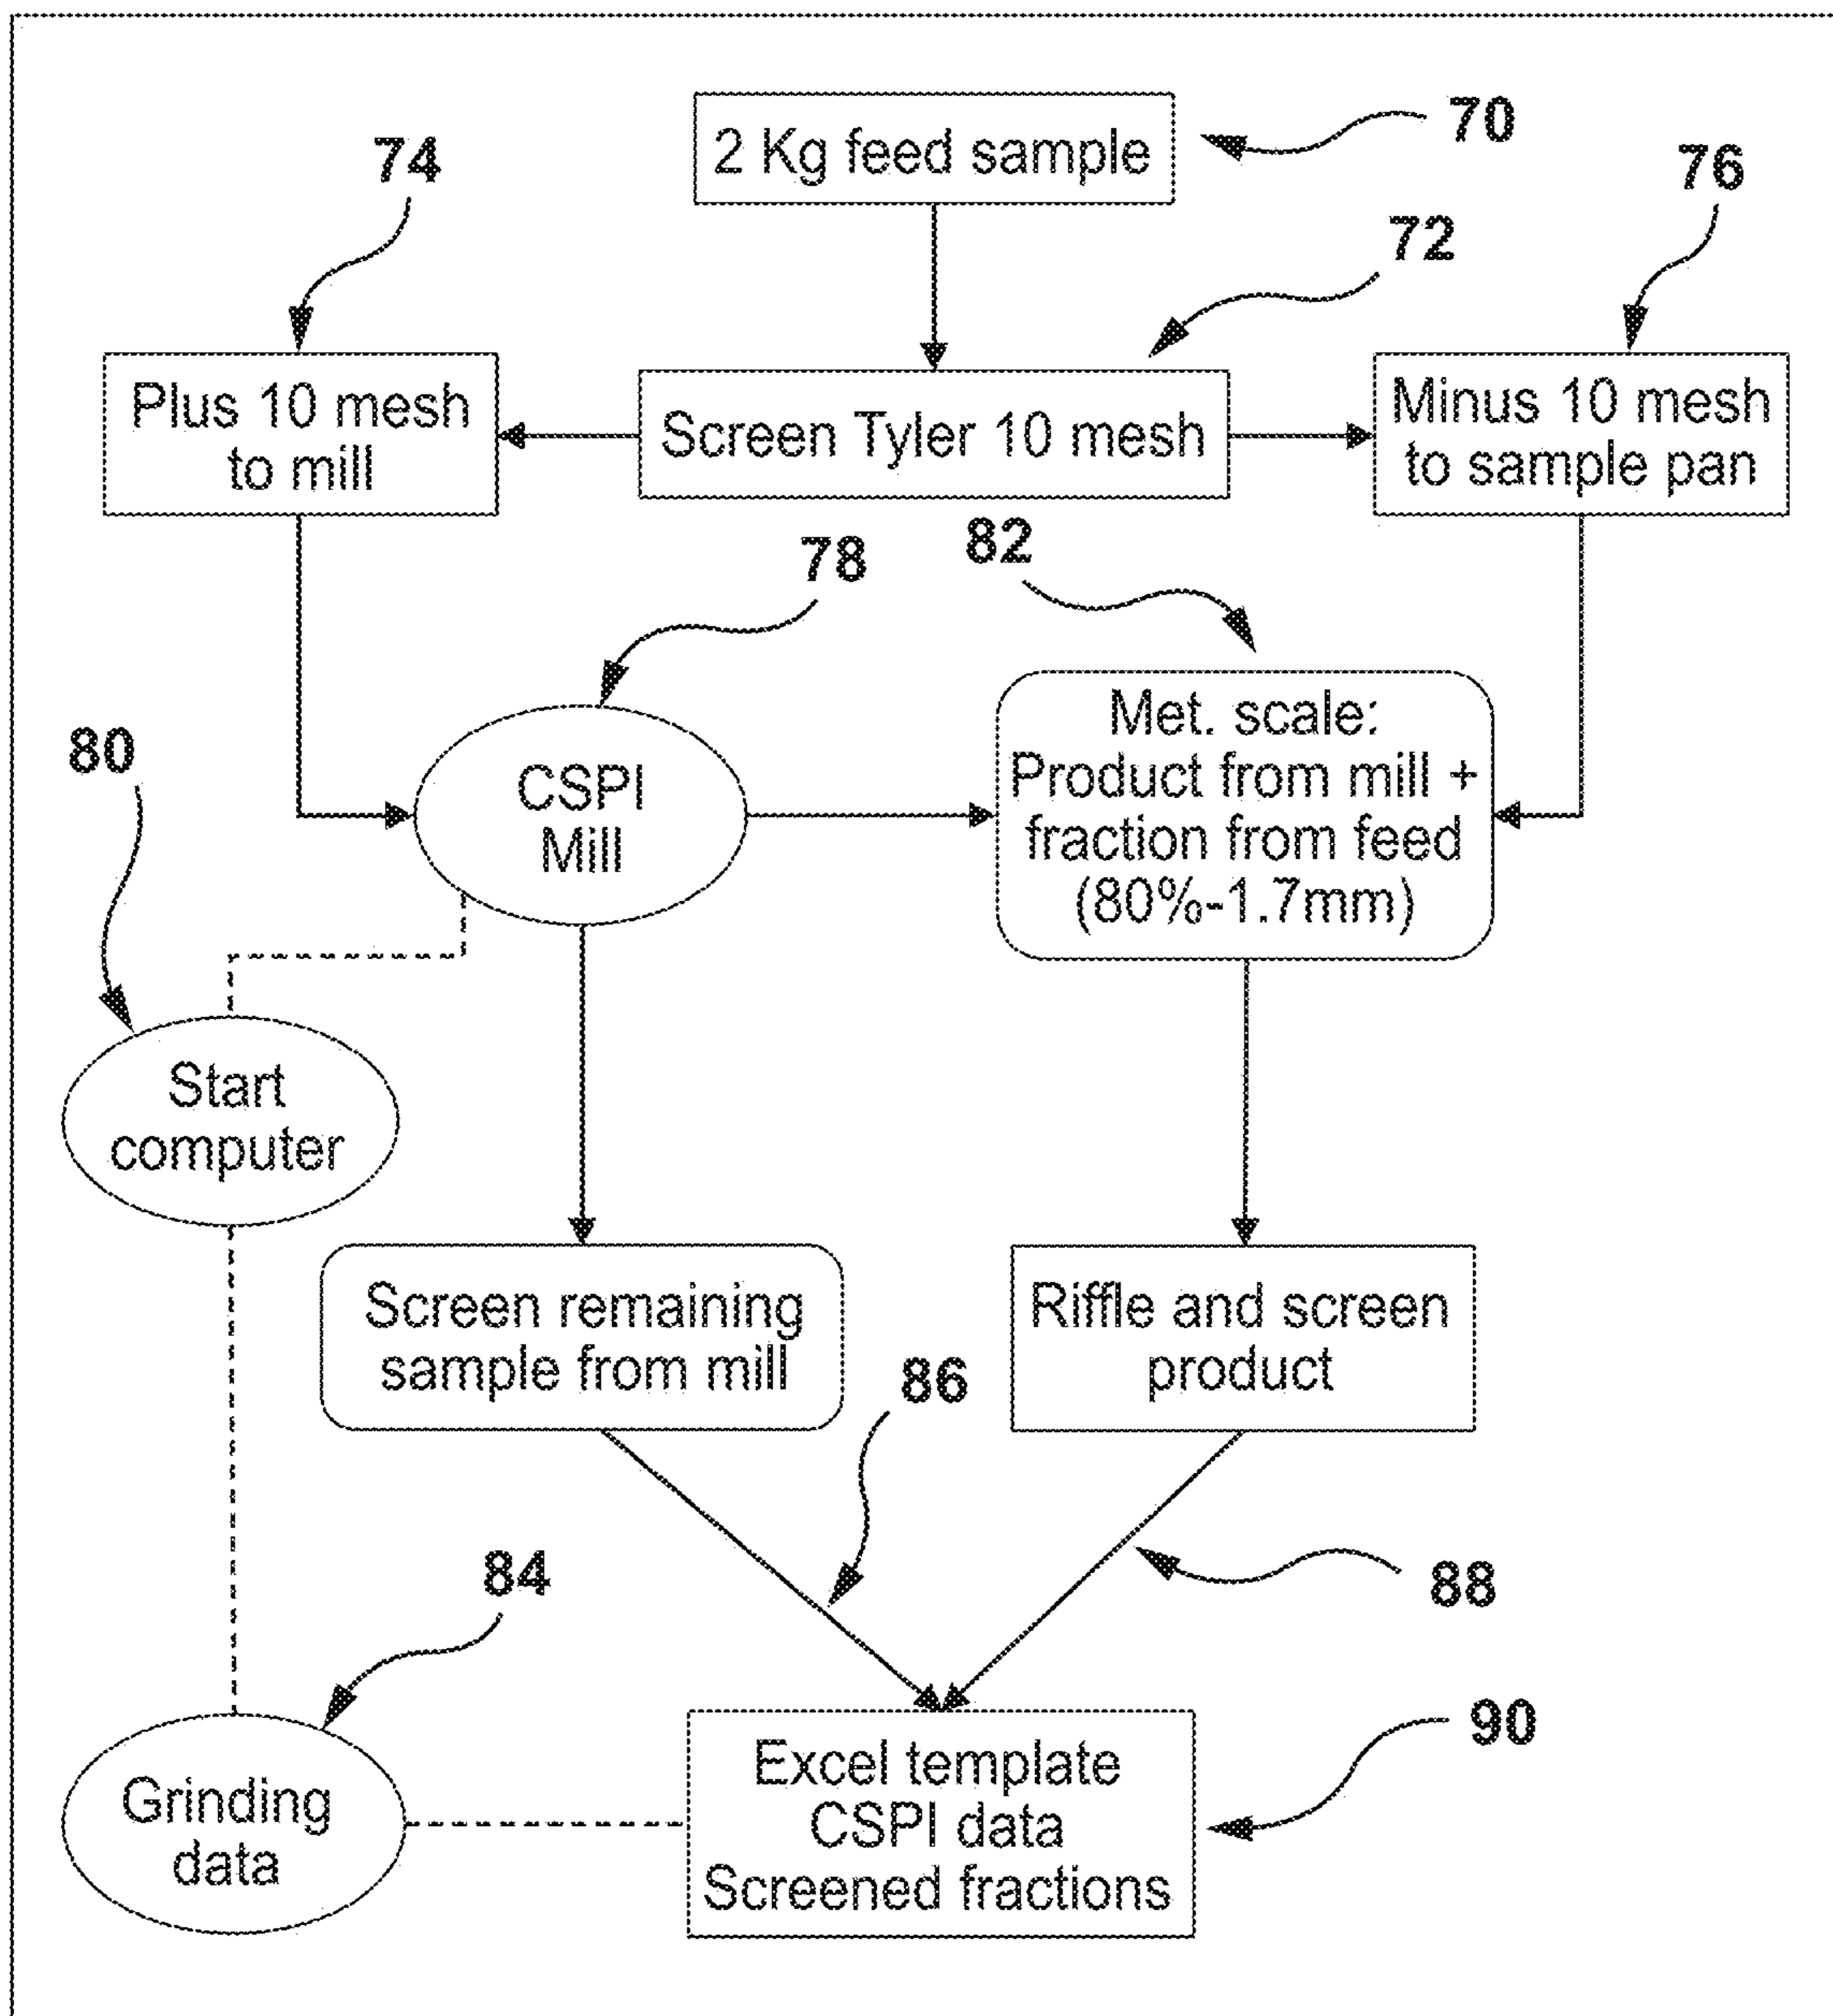 2 Kg feed sample
70
74
76
72
Plus 10 mesh
to mill
Screen Tyler 10 mesh
Minus 10 mesh
to sample pan
78
82
80
CSPI
Mill
Met. scale:
Product from mill +
fraction from feed
(80%-1.7mm)
Start
computer
Screen remaining
sample from mill
Riffle and screen
product
86
84
88
90
Grinding
data
Excel template
CSPI data
Screened fractions